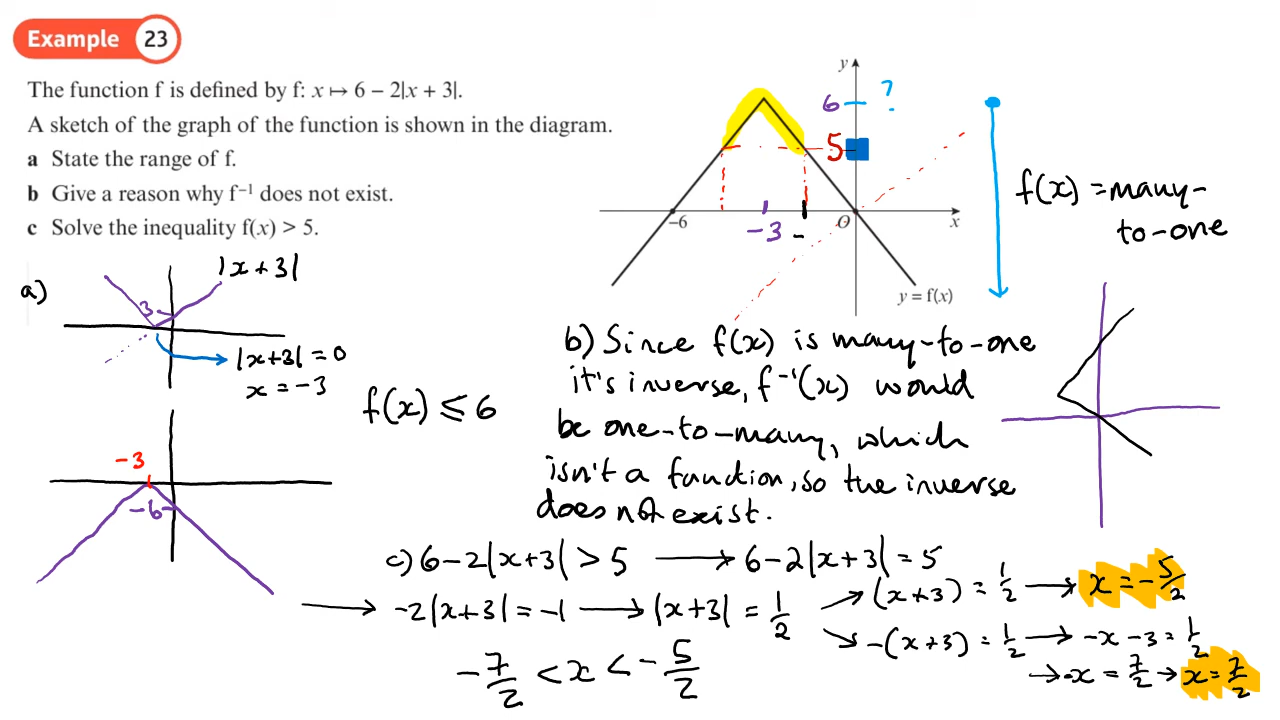 Example 23
The function f is defined by f: x ↦ 6 − 2|x + 3|.
A sketch of the graph of the function is shown in the diagram.
a State the range of f.
b Give a reason why f⁻¹ does not exist.
c Solve the inequality f(x) > 5.
y
6
?
5
−6
−3
-
O
x
y = f(x)
f(x) = many-
to-one
a)
|x+3|
3
|x+3| = 0
x = -3
f(x) ≤ 6
-3
-6
b) Since f(x) is many-to-one
it's inverse, f⁻¹(x) would
be one-to-many, which
isn't a function, so the inverse
does not exist.
c) 6-2|x+3| > 5 → 6-2|x+3| = 5
→ -2|x+3| = -1 → |x+3| = 1/2
→ (x+3) = 1/2 → x = -5/2
→ -(x+3) = 1/2 → -x-3 = 1/2
→ -x = 7/2 → x = 7/2
-7/2 < x < -5/2